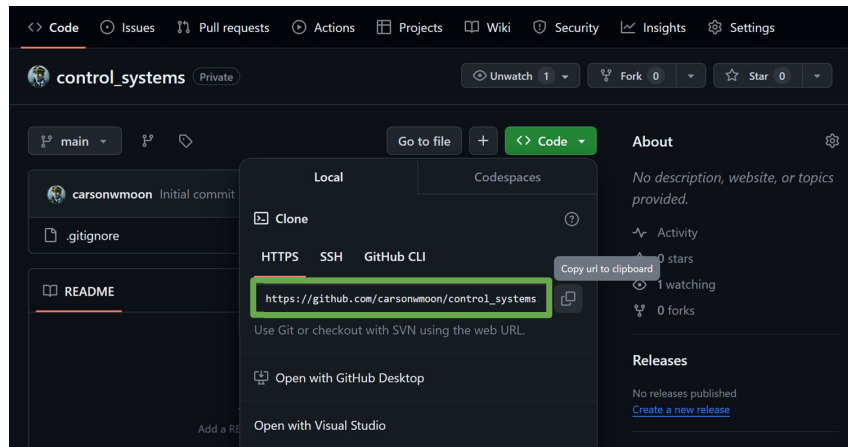 Code Issues Pull requests Actions Projects Wiki Security Insights Settings
control_systems Private Unwatch 1 Fork 0 Star 0
main Go to file + Code
Local Codespaces
carsonwmoon Initial commit
.gitignore
README
Add a
Clone
HTTPS SSH GitHub CLI
Copy url to clipboard
https://github.com/carsonwmoon/control_systems
Use Git or checkout with SVN using the web URL.
Open with GitHub Desktop
Open with Visual Studio
About
No description, website, or topics
provided.
Activity
0 stars
1 watching
0 forks
Releases
No releases published
Create a new release